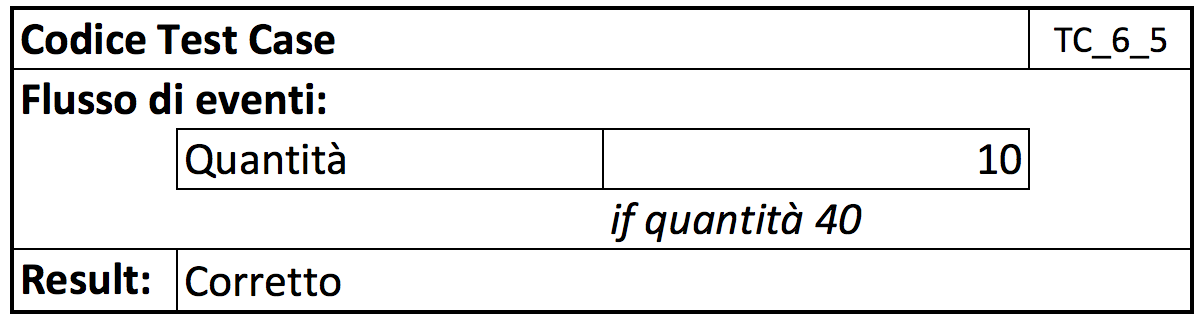 Codice Test Case TC_6_5
Flusso di eventi:
Quantità 10
if quantità 40
Result: Corretto